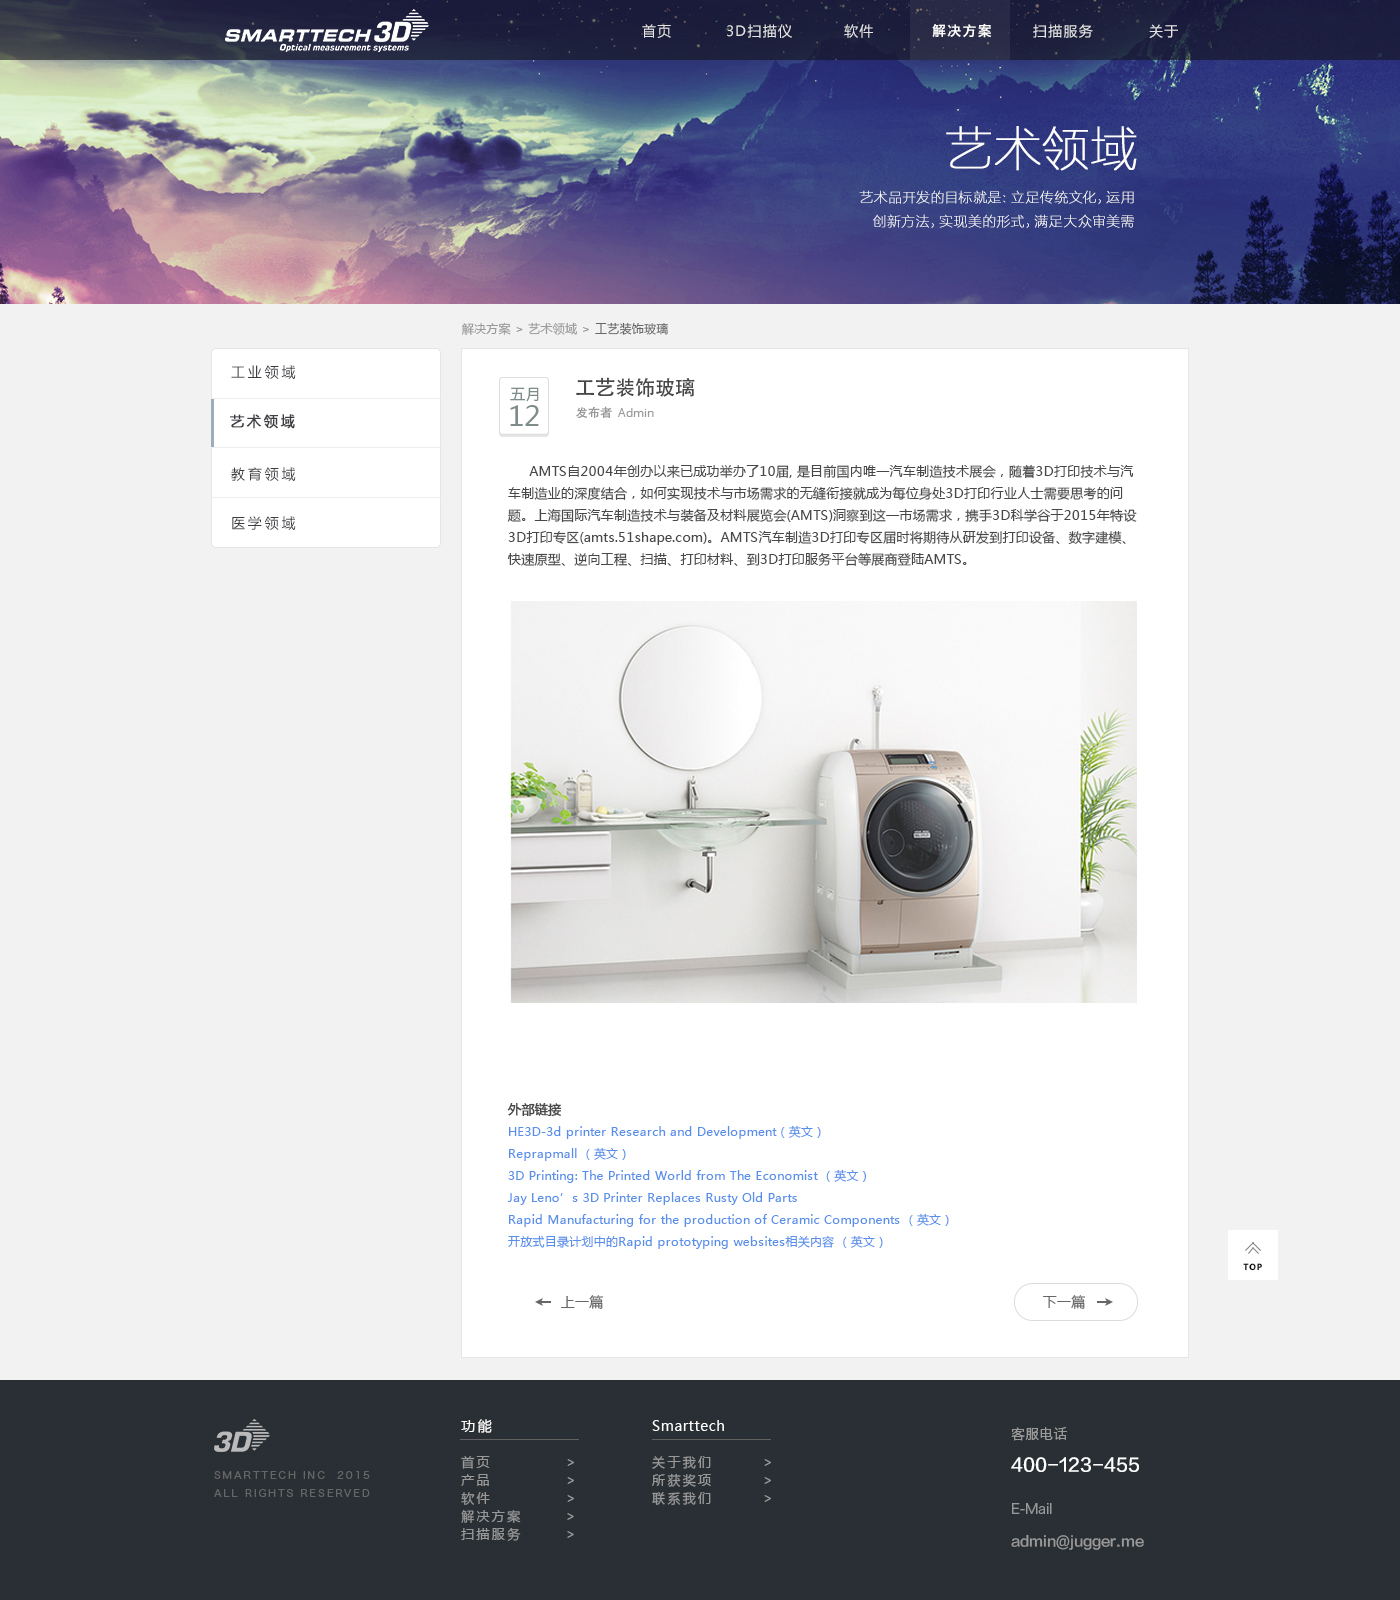 SMARTTECH 3D
Optical measurement systems
首页 3D扫描仪 软件 解决方案 扫描服务 关于
艺术领域
艺术品开发的目标就是: 立足传统文化, 运用
创新方法, 实现美的形式, 满足大众审美需
解决方案 > 艺术领域 > 工艺装饰玻璃
工业领域
艺术领域
教育领域
医学领域
五月
12
工艺装饰玻璃
发布者 Admin
AMTS自2004年创办以来已成功举办了10届, 是目前国内唯一汽车制造技术展会，随着3D打印技术与汽
车制造业的深度结合，如何实现技术与市场需求的无缝衔接就成为每位身处3D打印行业人士需要思考的问
题。上海国际汽车制造技术与装备及材料展览会(AMTS)洞察到这一市场需求，携手3D科学谷于2015年特设
3D打印专区(amts.51shape.com)。AMTS汽车制造3D打印专区届时将期待从研发到打印设备、数字建模、
快速原型、逆向工程、扫描、打印材料、到3D打印服务平台等展商登陆AMTS。
外部链接
HE3D-3d printer Research and Development ( 英文 )
Reprapmall （英文）
3D Printing: The Printed World from The Economist （英文）
Jay Leno’s 3D Printer Replaces Rusty Old Parts
Rapid Manufacturing for the production of Ceramic Components （英文）
开放式目录计划中的Rapid prototyping websites相关内容 （英文）
← 上一篇
下一篇 →
TOP
3D
SMARTTECH INC 2015
ALL RIGHTS RESERVED
功能
首页 >
产品 >
软件 >
解决方案 >
扫描服务 >
Smarttech
关于我们 >
所获奖项 >
联系我们 >
客服电话
400-123-455
E-Mail
admin@jugger.me